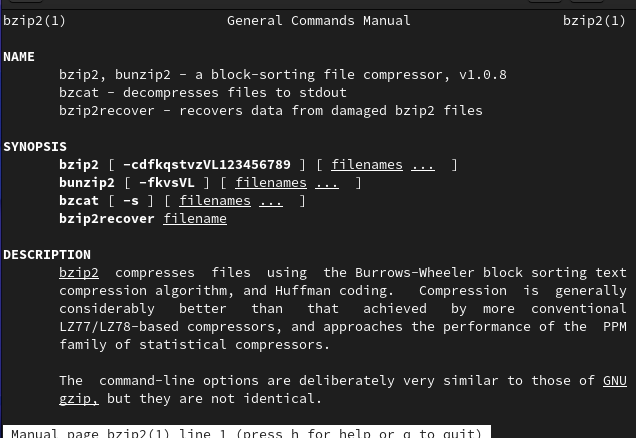 bzip2(1) General Commands Manual bzip2(1)
NAME
bzip2, bunzip2 - a block-sorting file compressor, v1.0.8
bzcat - decompresses files to stdout
bzip2recover - recovers data from damaged bzip2 files
SYNOPSIS
bzip2 [ -cdfkqstvzVL123456789 ] [ filenames ... ]
bunzip2 [ -fkvsVL ] [ filenames ... ]
bzcat [ -s ] [ filenames ... ]
bzip2recover filename
DESCRIPTION
bzip2 compresses files using the Burrows-Wheeler block sorting text
compression algorithm, and Huffman coding. Compression is generally
considerably better than that achieved by more conventional
LZ77/LZ78-based compressors, and approaches the performance of the PPM
family of statistical compressors.
The command-line options are deliberately very similar to those of GNU
gzip, but they are not identical.
Manual page bzip2(1) line 1 (press h for help or q to quit)